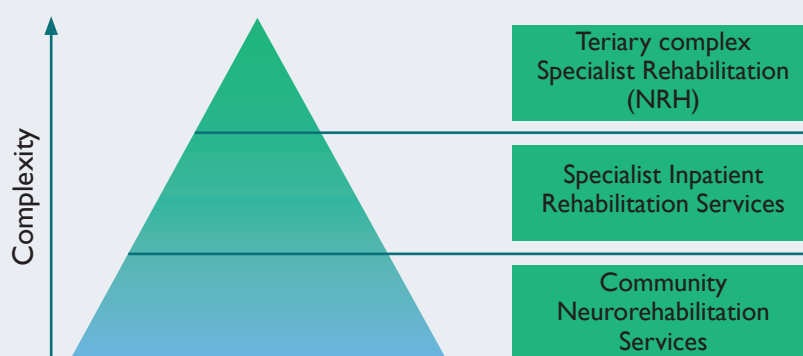 Complexity
Teriary complex
Specialist Rehabilitation
(NRH)
Specialist Inpatient
Rehabilitation Services
Community
Neurorehabilitation
Services